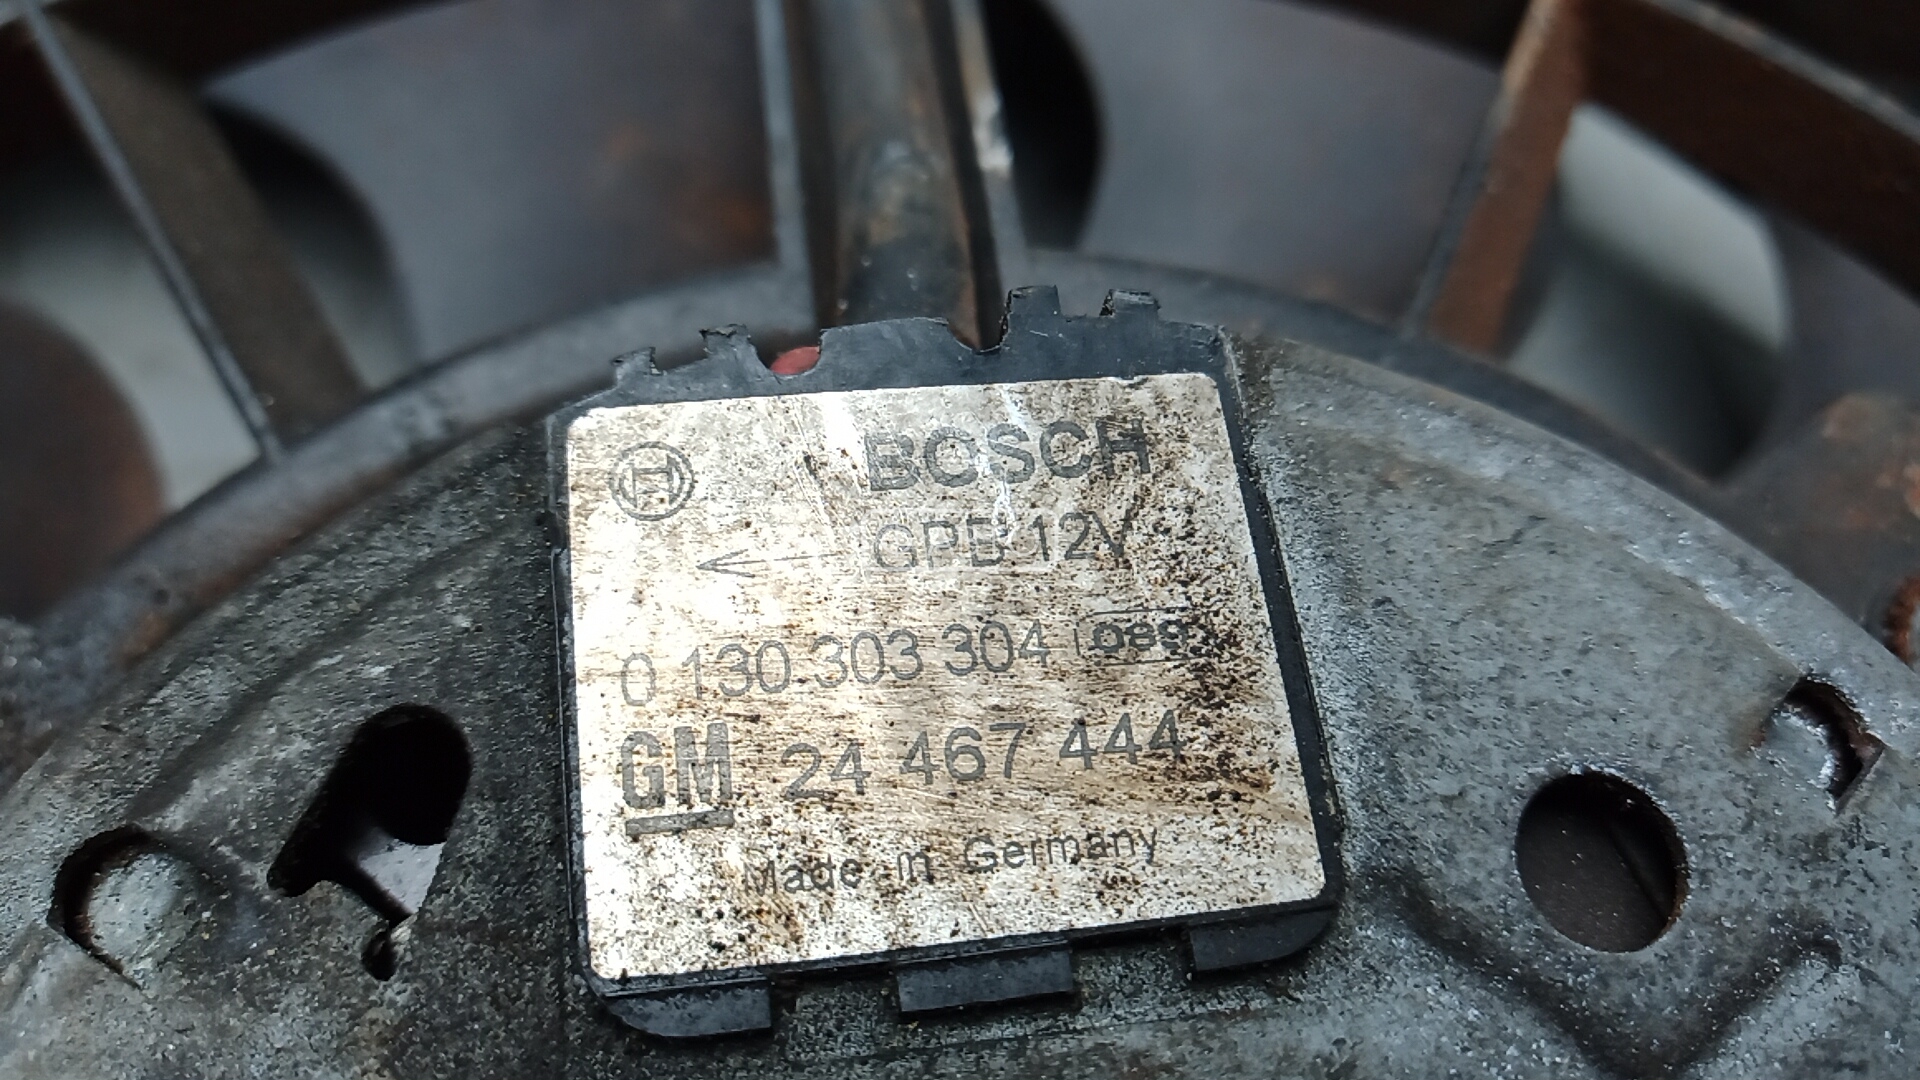 BOSCH
← GPB 12V
0 130 303 304 089
GM 24 467 444
Made in Germany